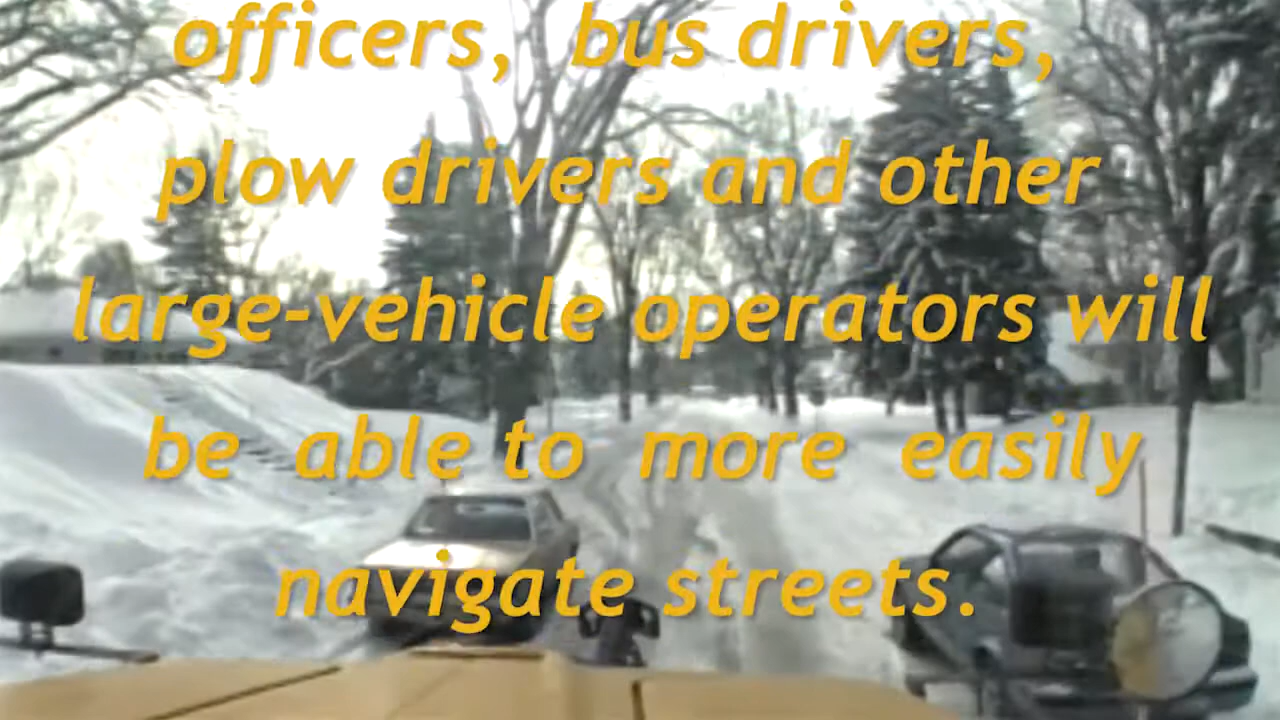 officers, bus drivers,
plow drivers and other
large-vehicle operators will
be able to more easily
navigate streets.